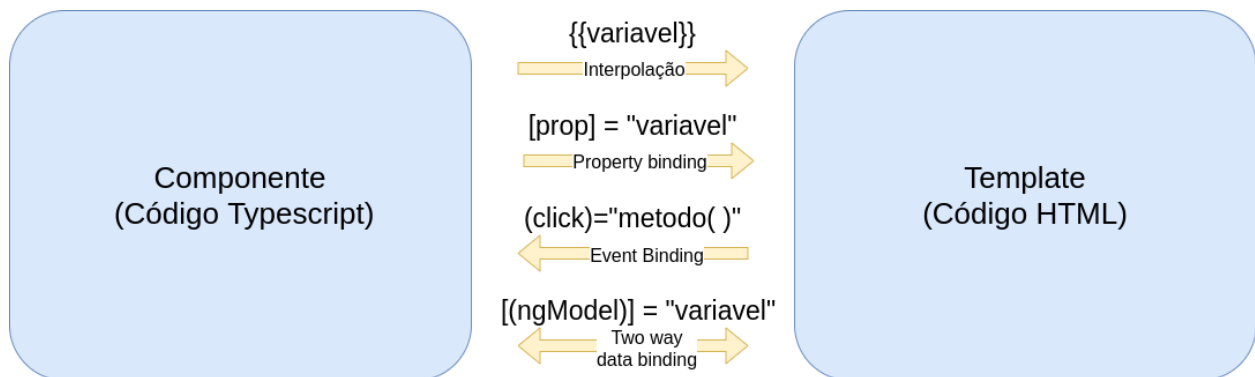 Componente
(Código Typescript)
{{variavel}}
Interpolação
[prop] = "variavel"
Property binding
(click)="metodo( )"
Event Binding
[(ngModel)] = "variavel"
Two way
data binding
Template
(Código HTML)